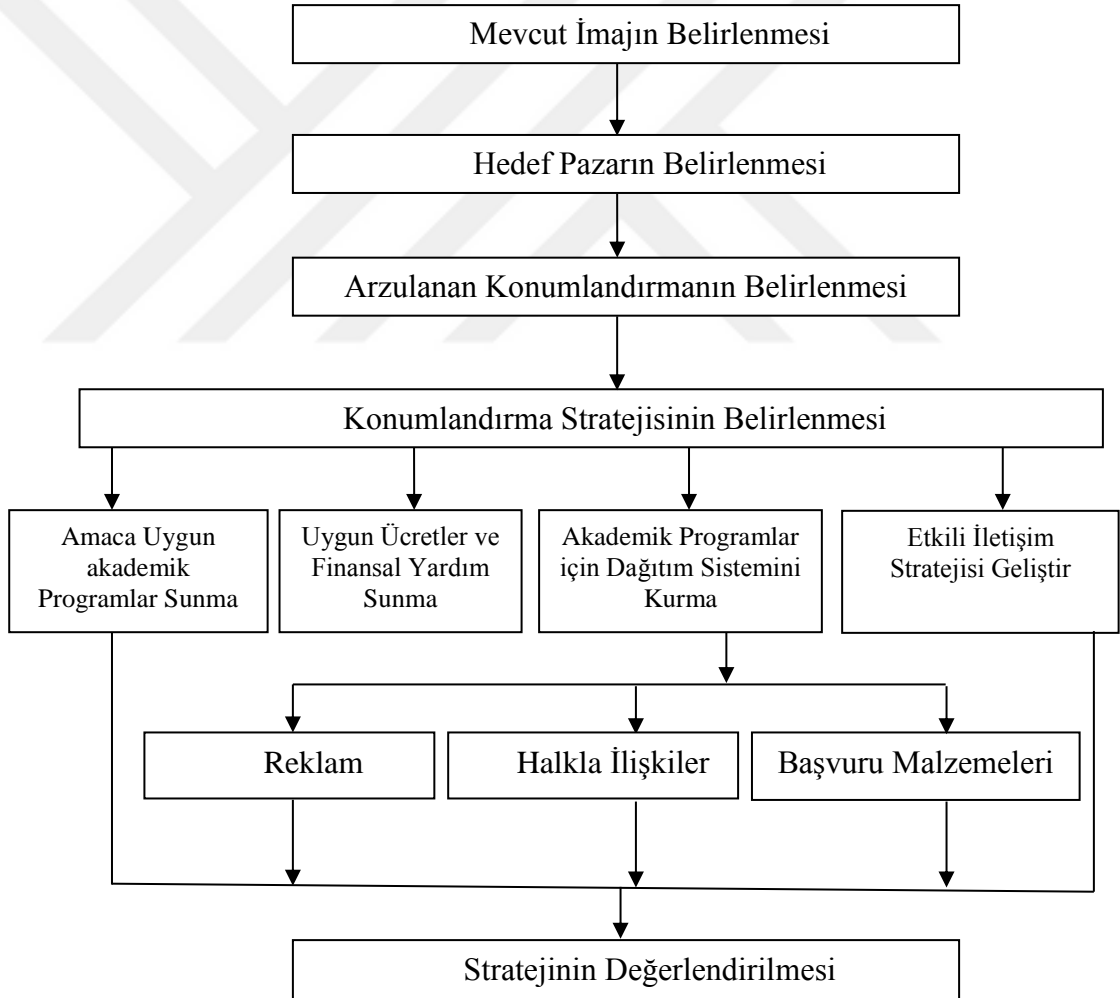 Mevcut İmajın Belirlenmesi
Hedef Pazarın Belirlenmesi
Arzulanan Konumlandırmanın Belirlenmesi
Konumlandırma Stratejisinin Belirlenmesi
Amaca Uygun
akademik
Programlar Sunma
Uygun Ücretler ve
Finansal Yardım
Sunma
Akademik Programlar
için Dağıtım Sistemini
Kurma
Etkili İletişim
Stratejisi Geliştir
Reklam
Halkla İlişkiler
Başvuru Malzemeleri
Stratejinin Değerlendirilmesi